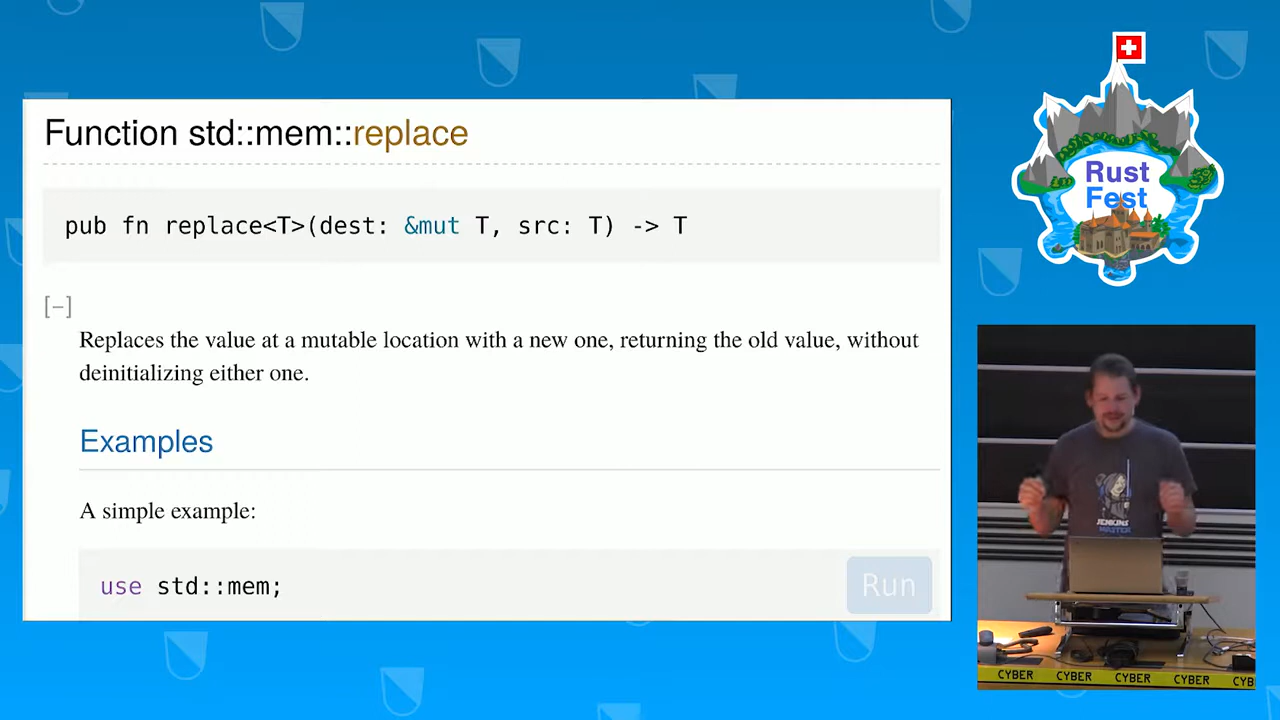 Function std::mem::replace
pub fn replace<T>(dest: &mut T, src: T) -> T
[−]
Replaces the value at a mutable location with a new one, returning the old value, without
deinitializing either one.
Examples
A simple example:
use std::mem;
Run
Rust
Fest
JENKINS
MASTER
CYBER CYBER CYBER CYBER CYB